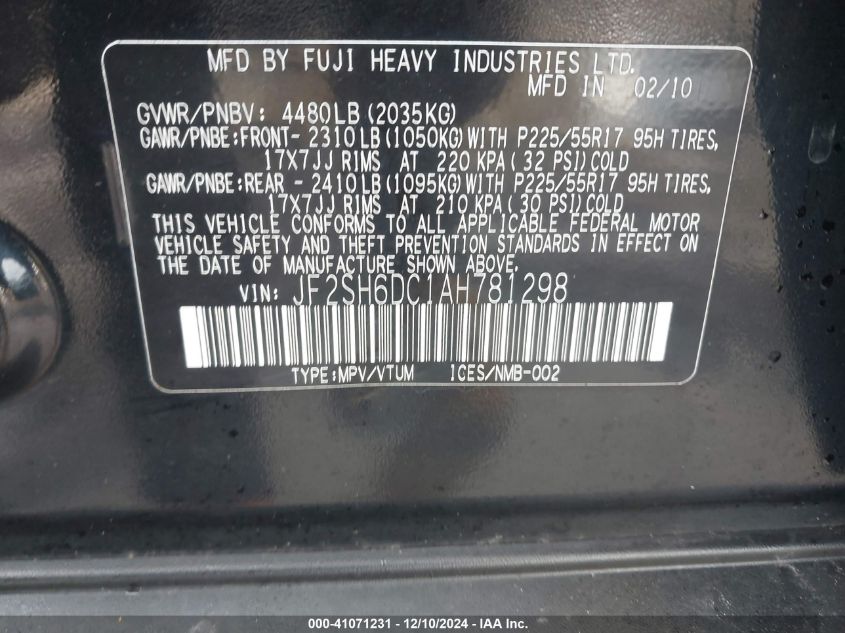 MFD BY FUJI HEAVY INDUSTRIES LTD.
MFD IN 02/10
GVWR/PNBV: 4480LB (2035KG)
GAWR/PNBE:FRONT- 2310LB (1050KG) WITH P225/55R17 95H TIRES,
17X7JJ RIMS AT 220 KPA (32 PSI) COLD
GAWR/PNBE:REAR - 2410LB (1095KG) WITH P225/55R17 95H TIRES,
17X7JJ RIMS AT 210 KPA (30 PSI) COLD
THIS VEHICLE CONFORMS TO ALL APPLICABLE FEDERAL MOTOR
VEHICLE SAFETY AND THEFT PREVENTION STANDARDS IN EFFECT ON
THE DATE OF MANUFACTURE SHOWN ABOVE.
VIN: JF2SH6DC1AH781298
TYPE:MPV/VTUM ICES/NMB-002
000-41071231 - 12/10/2024 - IAA Inc.